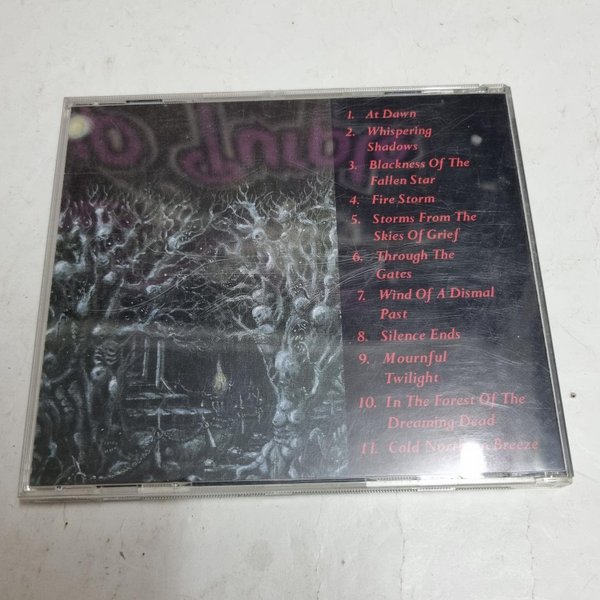 1. At Dawn
2. Whispering
Shadows
3. Blackness Of The
Fallen Star
4. Fire Storm
5. Storms From The
Skies Of Grief
6. Through The
Gates
7. Wind Of A Dismal
Past
8. Silence Ends
9. Mournful
Twilight
10. In The Forest Of The
Dreaming Dead
11. Cold Northern Breeze